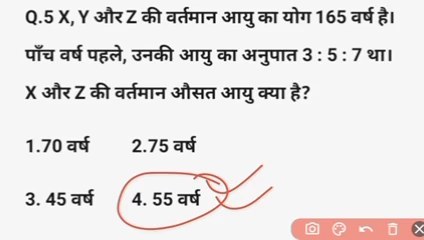 Q.5 X, Y और Z की वर्तमान आयु का योग 165 वर्ष है।
पाँच वर्ष पहले, उनकी आयु का अनुपात 3 : 5 : 7 था।
X और Z की वर्तमान औसत आयु क्या है?
1.70 वर्ष 2.75 वर्ष
3. 45 वर्ष 4. 55 वर्ष